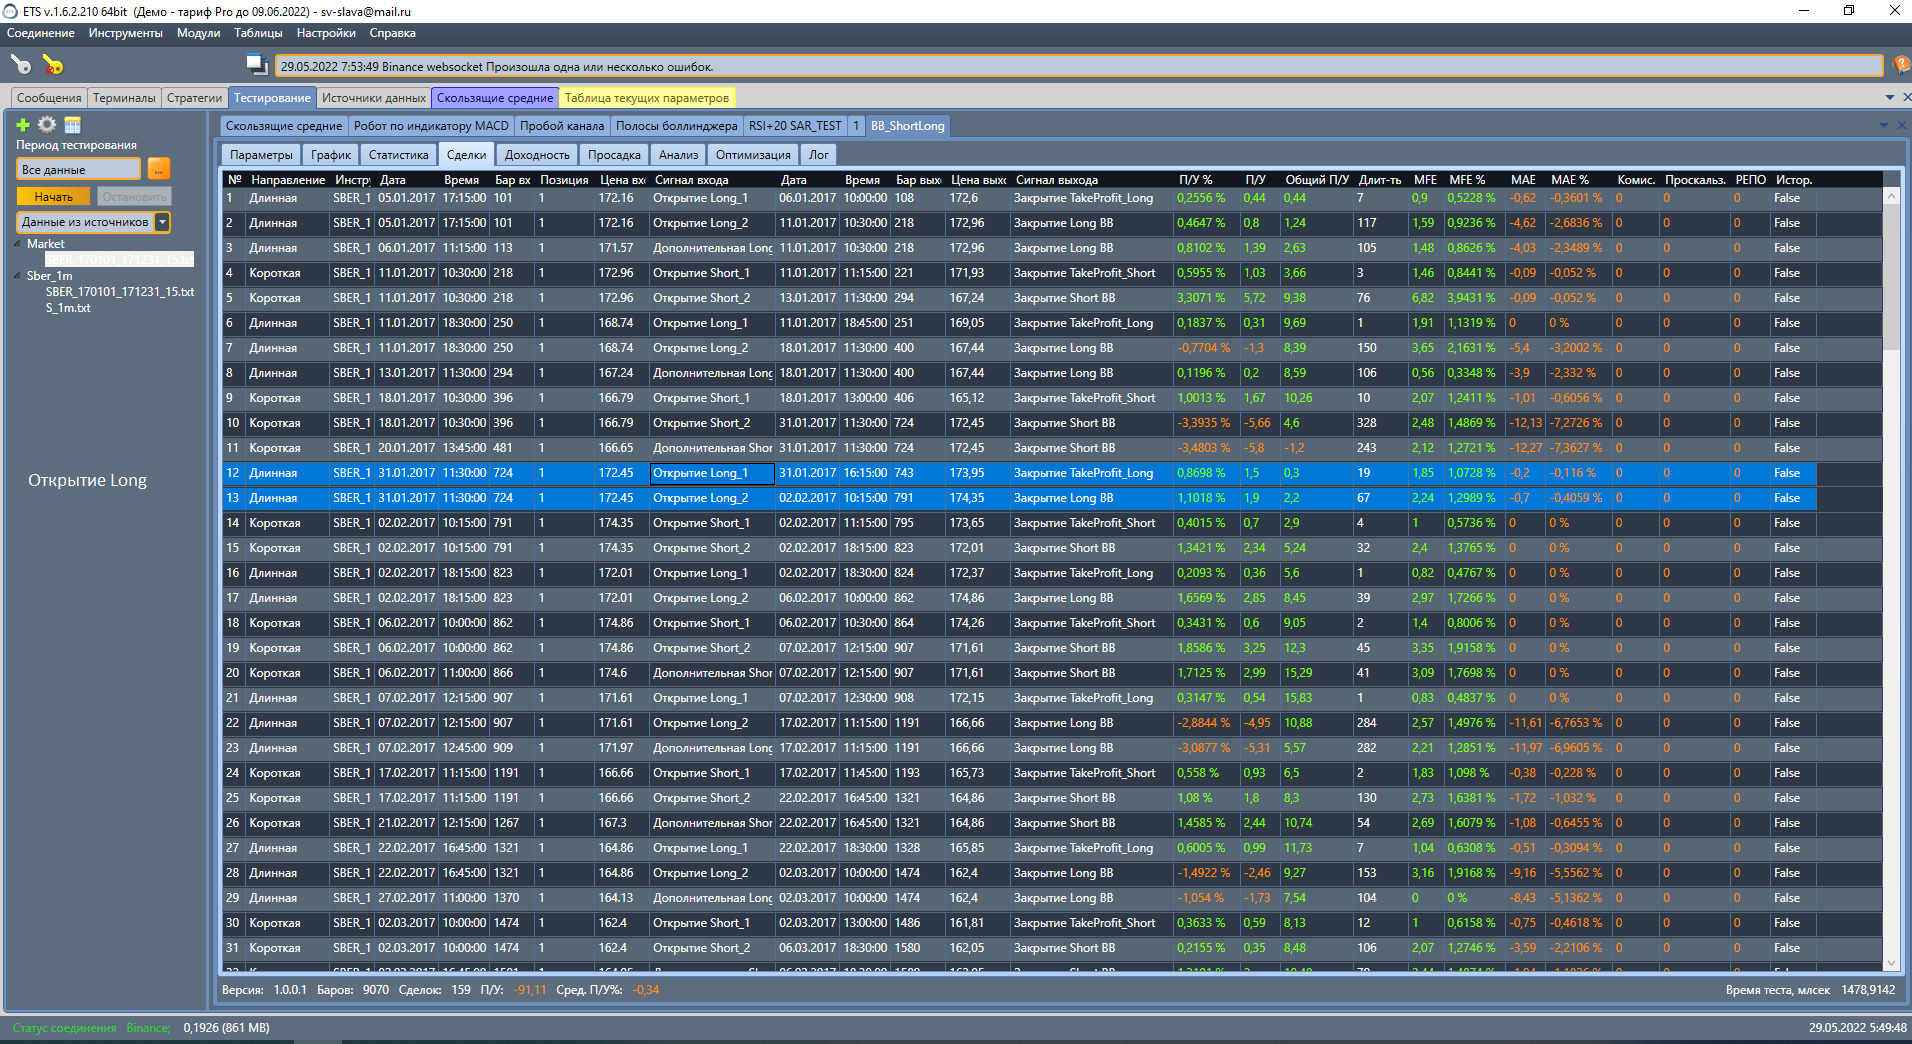 ETS v.1.6.2.210 64bit  (Демо - тариф Pro до 09.06.2022) - sv-slava@mail.ru
Соединение Инструменты Модули Таблицы Настройки Справка
29.05.2022 7:53:49 Binance websocket Произошла одна или несколько ошибок.
Сообщения Терминалы Стратегии Тестирование Источники данных Скользящие средние Таблица текущих параметров
Скользящие средние Робот по индикатору MACD Пробой канала Полосы боллинджера RSI+20 SAR_TEST 1 BB_ShortLong
Параметры График Статистика Сделки Доходность Просадка Анализ Оптимизация Лог
Период тестирования
Все данные ...
Начать Остановить
Данные из источников
Market
SBER_170101_171231_15.txt
Sber_1m
SBER_170101_171231_15.txt
S_1m.txt
Открытие Long
№ Направление Инстру Дата Время Бар вх Позиция Цена вх Сигнал входа Дата Время Бар вых Цена вых Сигнал выхода П/У % П/У Общий П/У Длит-ть MFE MFE % MAE MAE % Комис. Проскальз. РЕПО Истор.
1 Длинная SBER_1 05.01.2017 17:15:00 101 1 172.16 Открытие Long_1 06.01.2017 10:00:00 108 172,6 Закрытие TakeProfit_Long 0,2556 % 0,44 0,44 7 0,9 0,5228 % -0,62 -0,3601 % 0 0 0 False
2 Длинная SBER_1 05.01.2017 17:15:00 101 1 172.16 Открытие Long_2 11.01.2017 10:30:00 218 172,96 Закрытие Long BB 0,4647 % 0,8 1,24 117 1,59 0,9236 % -4,62 -2,6836 % 0 0 0 False
3 Длинная SBER_1 06.01.2017 11:15:00 113 1 171.57 Дополнительная Long 11.01.2017 10:30:00 218 172,96 Закрытие Long BB 0,8102 % 1,39 2,63 105 1,48 0,8626 % -4,03 -2,3489 % 0 0 0 False
4 Короткая SBER_1 11.01.2017 10:30:00 218 1 172.96 Открытие Short_1 11.01.2017 11:15:00 221 171,93 Закрытие TakeProfit_Short 0,5955 % 1,03 3,66 3 1,46 0,8441 % -0,09 -0,052 % 0 0 0 False
5 Короткая SBER_1 11.01.2017 10:30:00 218 1 172.96 Открытие Short_2 13.01.2017 11:30:00 294 167,24 Закрытие Short BB 3,3071 % 5,72 9,38 76 6,82 3,9431 % -0,09 -0,052 % 0 0 0 False
6 Длинная SBER_1 11.01.2017 18:30:00 250 1 168.74 Открытие Long_1 11.01.2017 18:45:00 251 169,05 Закрытие TakeProfit_Long 0,1837 % 0,31 9,69 1 1,91 1,1319 % 0 0 % 0 0 0 False
7 Длинная SBER_1 11.01.2017 18:30:00 250 1 168.74 Открытие Long_2 18.01.2017 11:30:00 400 167,44 Закрытие Long BB -0,7704 % -1,3 8,39 150 3,65 2,1631 % -5,4 -3,2002 % 0 0 0 False
8 Длинная SBER_1 13.01.2017 11:30:00 294 1 167.24 Дополнительная Long 18.01.2017 11:30:00 400 167,44 Закрытие Long BB 0,1196 % 0,2 8,59 106 0,56 0,3348 % -3,9 -2,332 % 0 0 0 False
9 Короткая SBER_1 18.01.2017 10:30:00 396 1 166.79 Открытие Short_1 18.01.2017 13:00:00 406 165,12 Закрытие TakeProfit_Short 1,0013 % 1,67 10,26 10 2,07 1,2411 % -1,01 -0,6056 % 0 0 0 False
10 Короткая SBER_1 18.01.2017 10:30:00 396 1 166.79 Открытие Short_2 31.01.2017 11:30:00 724 172,45 Закрытие Short BB -3,3935 % -5,66 4,6 328 2,48 1,4869 % -12,13 -7,2726 % 0 0 0 False
11 Короткая SBER_1 20.01.2017 13:45:00 481 1 166.65 Дополнительная Shor 31.01.2017 11:30:00 724 172,45 Закрытие Short BB -3,4803 % -5,8 -1,2 243 2,12 1,2721 % -12,27 -7,3627 % 0 0 0 False
12 Длинная SBER_1 31.01.2017 11:30:00 724 1 172.45 Открытие Long_1 31.01.2017 16:15:00 743 173,95 Закрытие TakeProfit_Long 0,8698 % 1,5 0,3 19 1,85 1,0728 % -0,2 -0,116 % 0 0 0 False
13 Длинная SBER_1 31.01.2017 11:30:00 724 1 172.45 Открытие Long_2 02.02.2017 10:15:00 791 174,35 Закрытие Long BB 1,1018 % 1,9 2,2 67 2,24 1,2989 % -0,7 -0,4059 % 0 0 0 False
14 Короткая SBER_1 02.02.2017 10:15:00 791 1 174.35 Открытие Short_1 02.02.2017 11:15:00 795 173,65 Закрытие TakeProfit_Short 0,4015 % 0,7 2,9 4 1 0,5736 % 0 0 % 0 0 0 False
15 Короткая SBER_1 02.02.2017 10:15:00 791 1 174.35 Открытие Short_2 02.02.2017 18:15:00 823 172,01 Закрытие Short BB 1,3421 % 2,34 5,24 32 2,4 1,3765 % 0 0 % 0 0 0 False
16 Длинная SBER_1 02.02.2017 18:15:00 823 1 172.01 Открытие Long_1 02.02.2017 18:30:00 824 172,37 Закрытие TakeProfit_Long 0,2093 % 0,36 5,6 1 0,82 0,4767 % 0 0 % 0 0 0 False
17 Длинная SBER_1 02.02.2017 18:15:00 823 1 172.01 Открытие Long_2 06.02.2017 10:00:00 862 174,86 Закрытие Long BB 1,6569 % 2,85 8,45 39 2,97 1,7266 % 0 0 % 0 0 0 False
18 Короткая SBER_1 06.02.2017 10:00:00 862 1 174.86 Открытие Short_1 06.02.2017 10:30:00 864 174,26 Закрытие TakeProfit_Short 0,3431 % 0,6 9,05 2 1,4 0,8006 % 0 0 % 0 0 0 False
19 Короткая SBER_1 06.02.2017 10:00:00 862 1 174.86 Открытие Short_2 07.02.2017 12:15:00 907 171,61 Закрытие Short BB 1,8586 % 3,25 12,3 45 3,35 1,9158 % 0 0 % 0 0 0 False
20 Короткая SBER_1 06.02.2017 11:00:00 866 1 174.6 Дополнительная Shor 07.02.2017 12:15:00 907 171,61 Закрытие Short BB 1,7125 % 2,99 15,29 41 3,09 1,7698 % 0 0 % 0 0 0 False
21 Длинная SBER_1 07.02.2017 12:15:00 907 1 171.61 Открытие Long_1 07.02.2017 12:30:00 908 172,15 Закрытие TakeProfit_Long 0,3147 % 0,54 15,83 1 0,83 0,4837 % 0 0 % 0 0 0 False
22 Длинная SBER_1 07.02.2017 12:15:00 907 1 171.61 Открытие Long_2 17.02.2017 11:15:00 1191 166,66 Закрытие Long BB -2,8844 % -4,95 10,88 284 2,57 1,4976 % -11,61 -6,7653 % 0 0 0 False
23 Длинная SBER_1 07.02.2017 12:45:00 909 1 171.97 Дополнительная Long 17.02.2017 11:15:00 1191 166,66 Закрытие Long BB -3,0877 % -5,31 5,57 282 2,21 1,2851 % -11,97 -6,9605 % 0 0 0 False
24 Короткая SBER_1 17.02.2017 11:15:00 1191 1 166.66 Открытие Short_1 17.02.2017 11:45:00 1193 165,73 Закрытие TakeProfit_Short 0,558 % 0,93 6,5 2 1,83 1,098 % -0,38 -0,228 % 0 0 0 False
25 Короткая SBER_1 17.02.2017 11:15:00 1191 1 166.66 Открытие Short_2 22.02.2017 16:45:00 1321 164,86 Закрытие Short BB 1,08 % 1,8 8,3 130 2,73 1,6381 % -1,72 -1,032 % 0 0 0 False
26 Короткая SBER_1 21.02.2017 12:15:00 1267 1 167.3 Дополнительная Shor 22.02.2017 16:45:00 1321 164,86 Закрытие Short BB 1,4585 % 2,44 10,74 54 2,69 1,6079 % -1,08 -0,6455 % 0 0 0 False
27 Длинная SBER_1 22.02.2017 16:45:00 1321 1 164.86 Открытие Long_1 22.02.2017 18:30:00 1328 165,85 Закрытие TakeProfit_Long 0,6005 % 0,99 11,73 7 1,04 0,6308 % -0,51 -0,3094 % 0 0 0 False
28 Длинная SBER_1 22.02.2017 16:45:00 1321 1 164.86 Открытие Long_2 02.03.2017 10:00:00 1474 162,4 Закрытие Long BB -1,4922 % -2,46 9,27 153 3,16 1,9168 % -9,16 -5,5562 % 0 0 0 False
29 Длинная SBER_1 27.02.2017 11:00:00 1370 1 164.13 Дополнительная Long 02.03.2017 10:00:00 1474 162,4 Закрытие Long BB -1,054 % -1,73 7,54 104 0 0 % -8,43 -5,1362 % 0 0 0 False
30 Короткая SBER_1 02.03.2017 10:00:00 1474 1 162.4 Открытие Short_1 02.03.2017 13:00:00 1486 161,81 Закрытие TakeProfit_Short 0,3633 % 0,59 8,13 12 1 0,6158 % -0,75 -0,4618 % 0 0 0 False
31 Короткая SBER_1 02.03.2017 10:00:00 1474 1 162.4 Открытие Short_2 06.03.2017 18:30:00 1580 162,05 Закрытие Short BB 0,2155 % 0,35 8,48 106 2,07 1,2746 % -3,59 -2,2106 % 0 0 0 False
Версия: 1.0.0.1 Баров: 9070 Сделок: 159 П/У: -91,11 Сред. П/У%: -0,34 Время теста, млсек 1478,9142
Статус соединения Binance; 0,1926 (861 MB) 29.05.2022 5:49:48